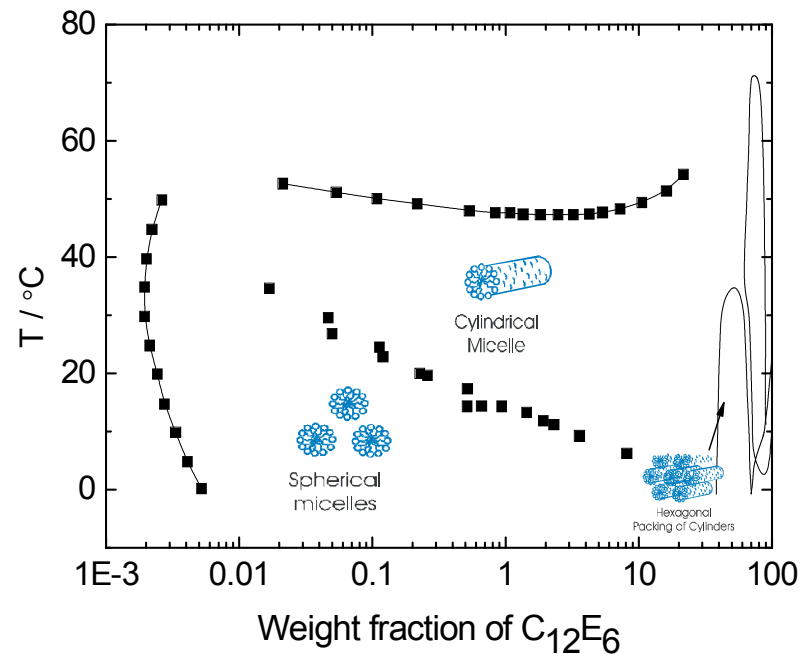 80
60
40
20
0
T / °C
Cylindrical
Micelle
Spherical
micelles
Hexagonal
Packing of Cylinders
1E-3 0.01 0.1 1 10 100
Weight fraction of C₁₂E₆